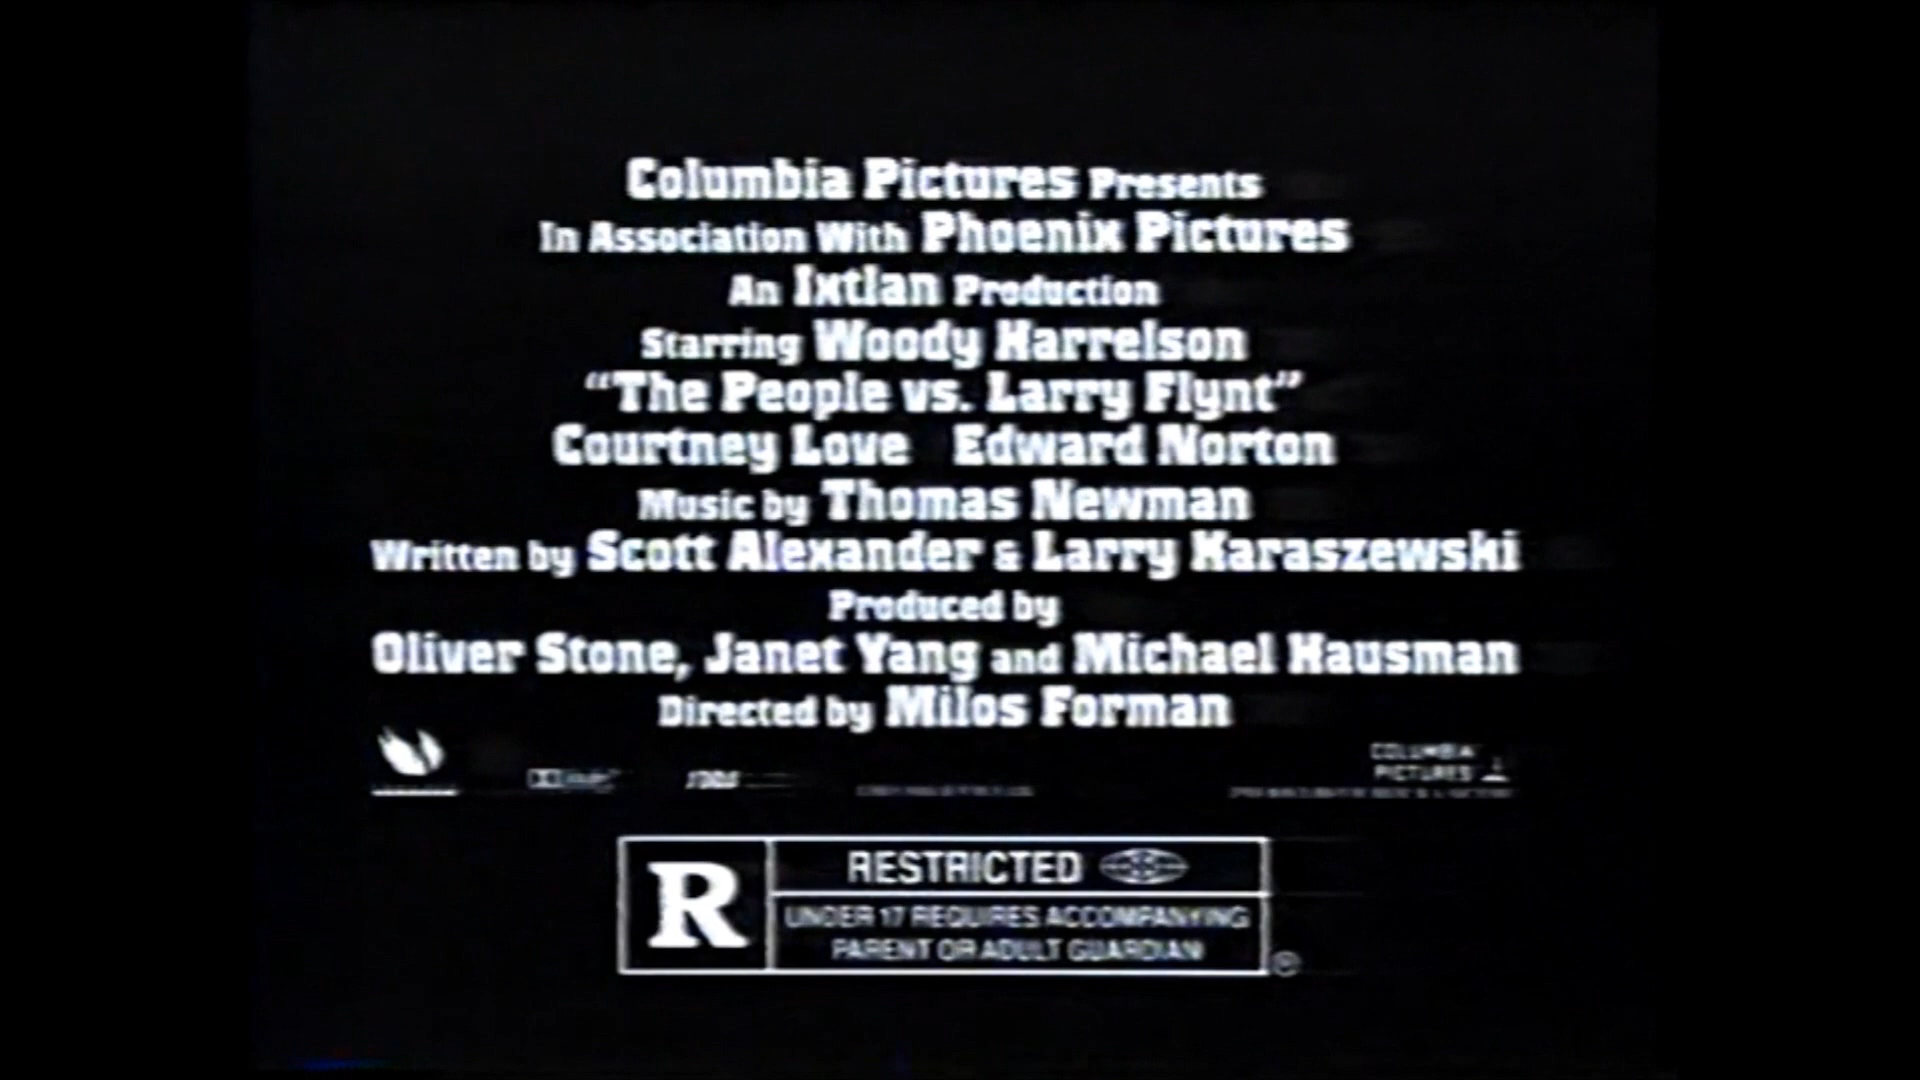 Columbia Pictures Presents
In Association With Phoenix Pictures
An Ixtlan Production
Starring Woody Harrelson
“The People vs. Larry Flynt”
Courtney Love Edward Norton
Music by Thomas Newman
Written by Scott Alexander & Larry Karaszewski
Produced by
Oliver Stone, Janet Yang and Michael Hausman
Directed by Milos Forman
COLUMBIA
PICTURES
R
RESTRICTED
UNDER 17 REQUIRES ACCOMPANYING
PARENT OR ADULT GUARDIAN
®